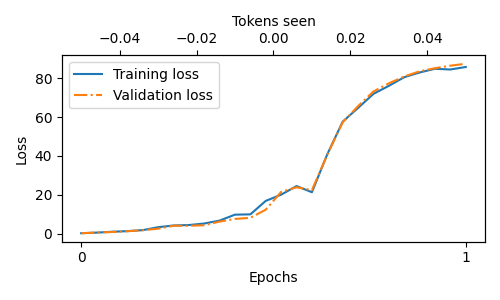 Tokens seen
−0.04 −0.02 0.00 0.02 0.04
Training loss
Validation loss
80
60
40
20
0
Loss
0 1
Epochs